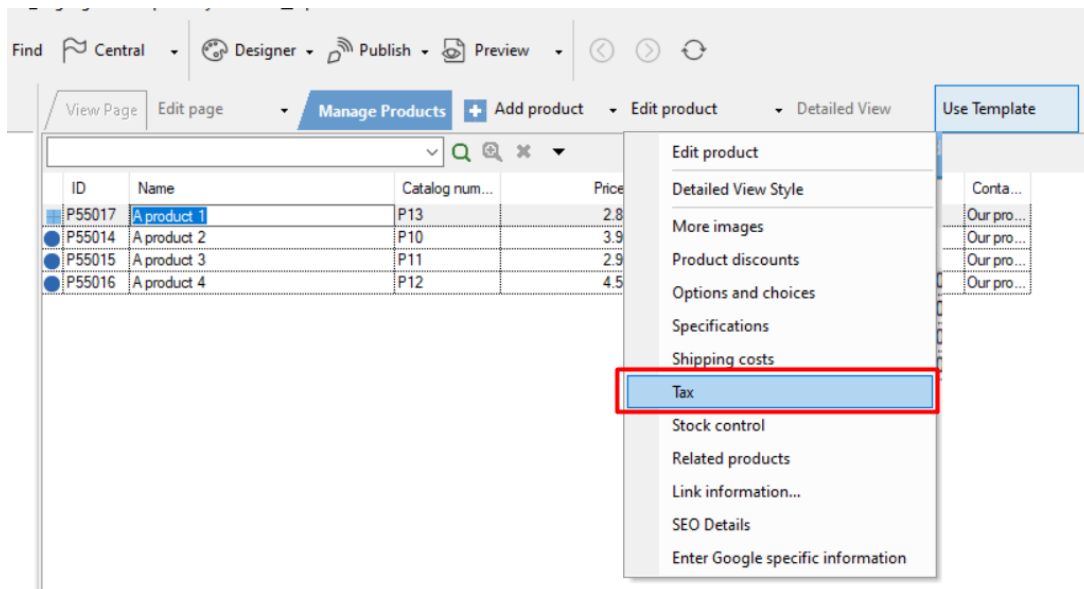 Find Central Designer Publish Preview
View Page Edit page Manage Products Add product Edit product Detailed View Use Template
ID Name Catalog num... Price Conta...
P55017 A product 1 P13 2.8 Our pro...
P55014 A product 2 P10 3.9 Our pro...
P55015 A product 3 P11 2.9 Our pro...
P55016 A product 4 P12 4.5 Our pro...
Edit product
Detailed View Style
More images
Product discounts
Options and choices
Specifications
Shipping costs
Tax
Stock control
Related products
Link information...
SEO Details
Enter Google specific information